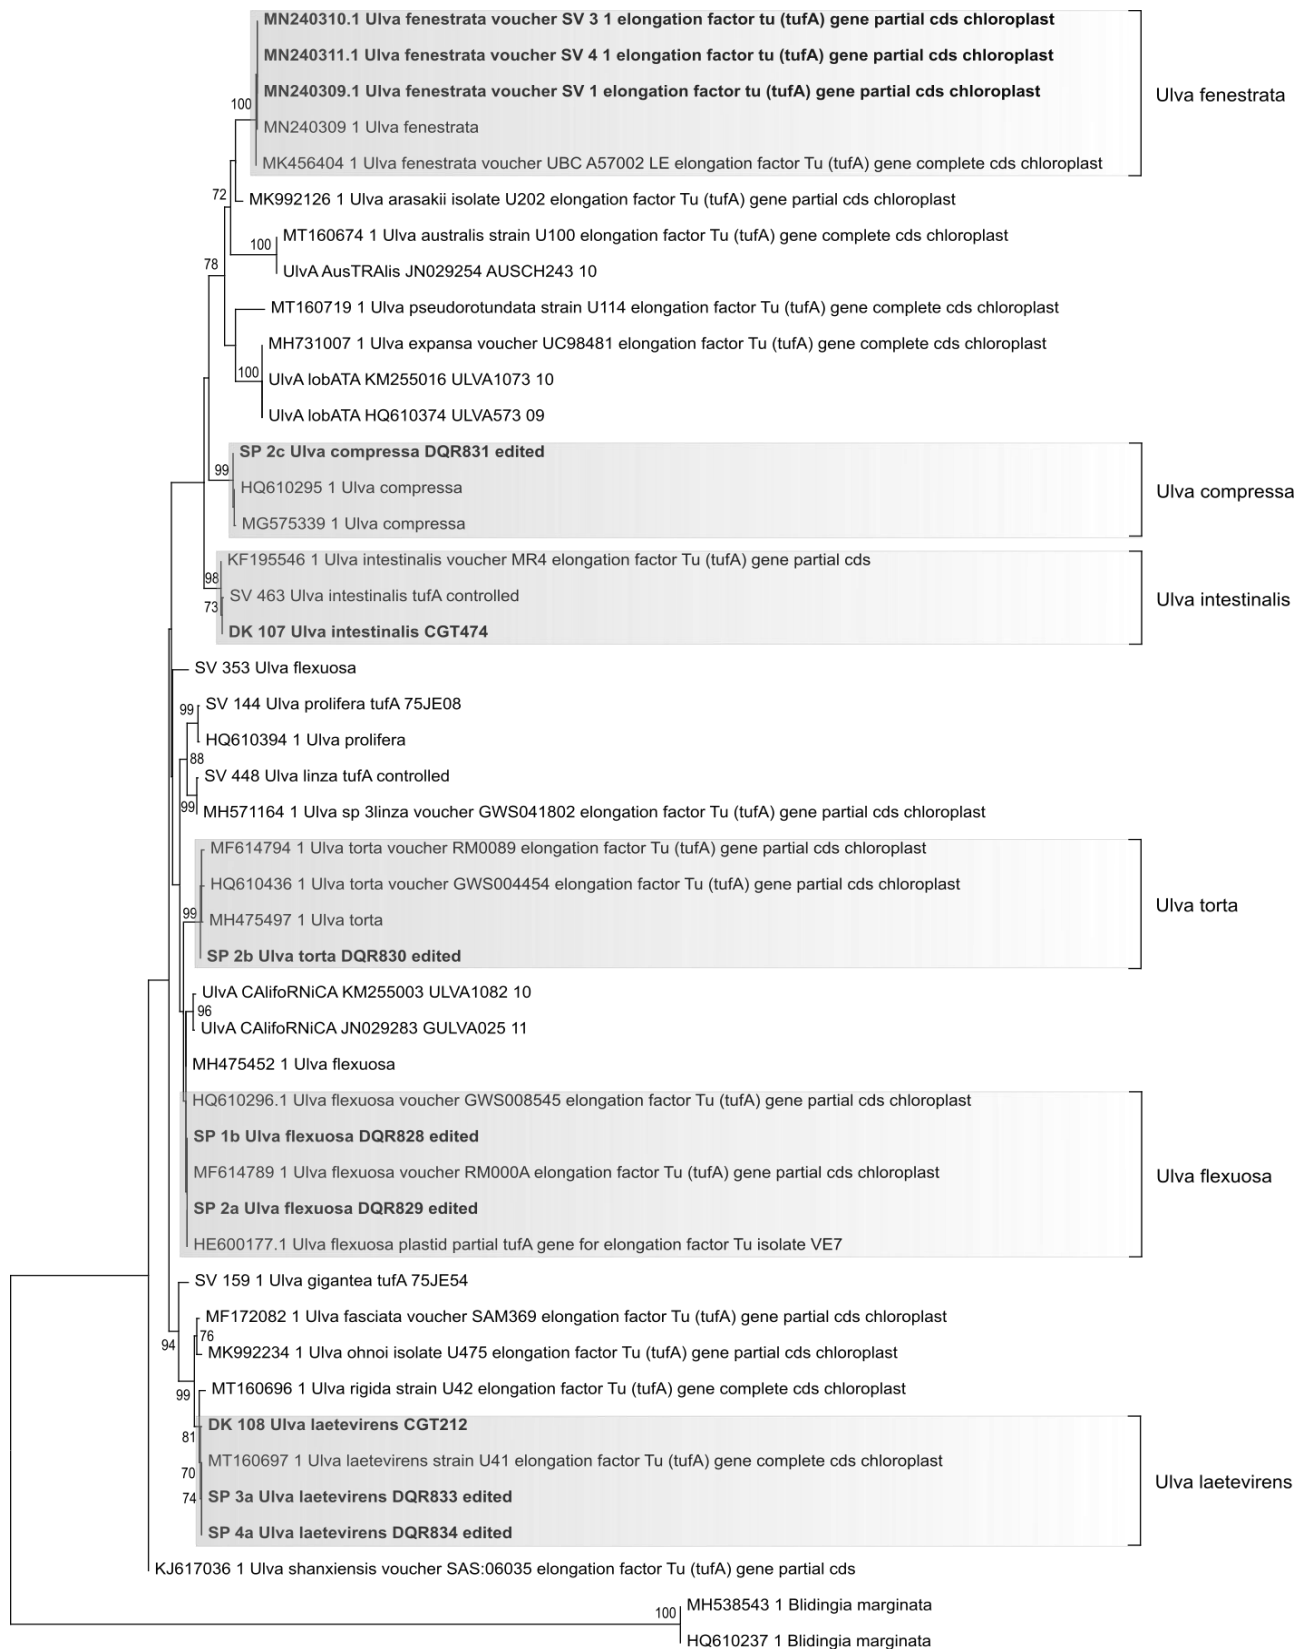 MN240310.1 Ulva fenestrata voucher SV 3 1 elongation factor tu (tufA) gene partial cds chloroplast
MN240311.1 Ulva fenestrata voucher SV 4 1 elongation factor tu (tufA) gene partial cds chloroplast
MN240309.1 Ulva fenestrata voucher SV 1 elongation factor tu (tufA) gene partial cds chloroplast
Ulva fenestrata
100
MN240309 1 Ulva fenestrata
MK456404 1 Ulva fenestrata voucher UBC A57002 LE elongation factor Tu (tufA) gene complete cds chloroplast
72
MK992126 1 Ulva arasakii isolate U202 elongation factor Tu (tufA) gene partial cds chloroplast
MT160674 1 Ulva australis strain U100 elongation factor Tu (tufA) gene complete cds chloroplast
100
78
UlvA AusTRAlis JN029254 AUSCH243 10
MT160719 1 Ulva pseudorotundata strain U114 elongation factor Tu (tufA) gene complete cds chloroplast
MH731007 1 Ulva expansa voucher UC98481 elongation factor Tu (tufA) gene complete cds chloroplast
100
UlvA lobATA KM255016 ULVA1073 10
UlvA lobATA HQ610374 ULVA573 09
SP 2c Ulva compressa DQR831 edited
99
HQ610295 1 Ulva compressa
Ulva compressa
MG575339 1 Ulva compressa
KF195546 1 Ulva intestinalis voucher MR4 elongation factor Tu (tufA) gene partial cds
98
SV 463 Ulva intestinalis tufA controlled
Ulva intestinalis
73
DK 107 Ulva intestinalis CGT474
SV 353 Ulva flexuosa
SV 144 Ulva prolifera tufA 75JE08
99
HQ610394 1 Ulva prolifera
88
SV 448 Ulva linza tufA controlled
99
MH571164 1 Ulva sp 3linza voucher GWS041802 elongation factor Tu (tufA) gene partial cds chloroplast
MF614794 1 Ulva torta voucher RM0089 elongation factor Tu (tufA) gene partial cds chloroplast
HQ610436 1 Ulva torta voucher GWS004454 elongation factor Tu (tufA) gene partial cds chloroplast
Ulva torta
99
MH475497 1 Ulva torta
SP 2b Ulva torta DQR830 edited
UlvA CAlifoRNiCA KM255003 ULVA1082 10
96
UlvA CAlifoRNiCA JN029283 GULVA025 11
MH475452 1 Ulva flexuosa
HQ610296.1 Ulva flexuosa voucher GWS008545 elongation factor Tu (tufA) gene partial cds chloroplast
SP 1b Ulva flexuosa DQR828 edited
MF614789 1 Ulva flexuosa voucher RM000A elongation factor Tu (tufA) gene partial cds chloroplast
Ulva flexuosa
SP 2a Ulva flexuosa DQR829 edited
HE600177.1 Ulva flexuosa plastid partial tufA gene for elongation factor Tu isolate VE7
SV 159 1 Ulva gigantea tufA 75JE54
MF172082 1 Ulva fasciata voucher SAM369 elongation factor Tu (tufA) gene partial cds chloroplast
76
94
MK992234 1 Ulva ohnoi isolate U475 elongation factor Tu (tufA) gene partial cds chloroplast
MT160696 1 Ulva rigida strain U42 elongation factor Tu (tufA) gene complete cds chloroplast
99
DK 108 Ulva laetevirens CGT212
81
MT160697 1 Ulva laetevirens strain U41 elongation factor Tu (tufA) gene complete cds chloroplast
70
Ulva laetevirens
SP 3a Ulva laetevirens DQR833 edited
74
SP 4a Ulva laetevirens DQR834 edited
KJ617036 1 Ulva shanxiensis voucher SAS:06035 elongation factor Tu (tufA) gene partial cds
MH538543 1 Blidingia marginata
100
HQ610237 1 Blidingia marginata